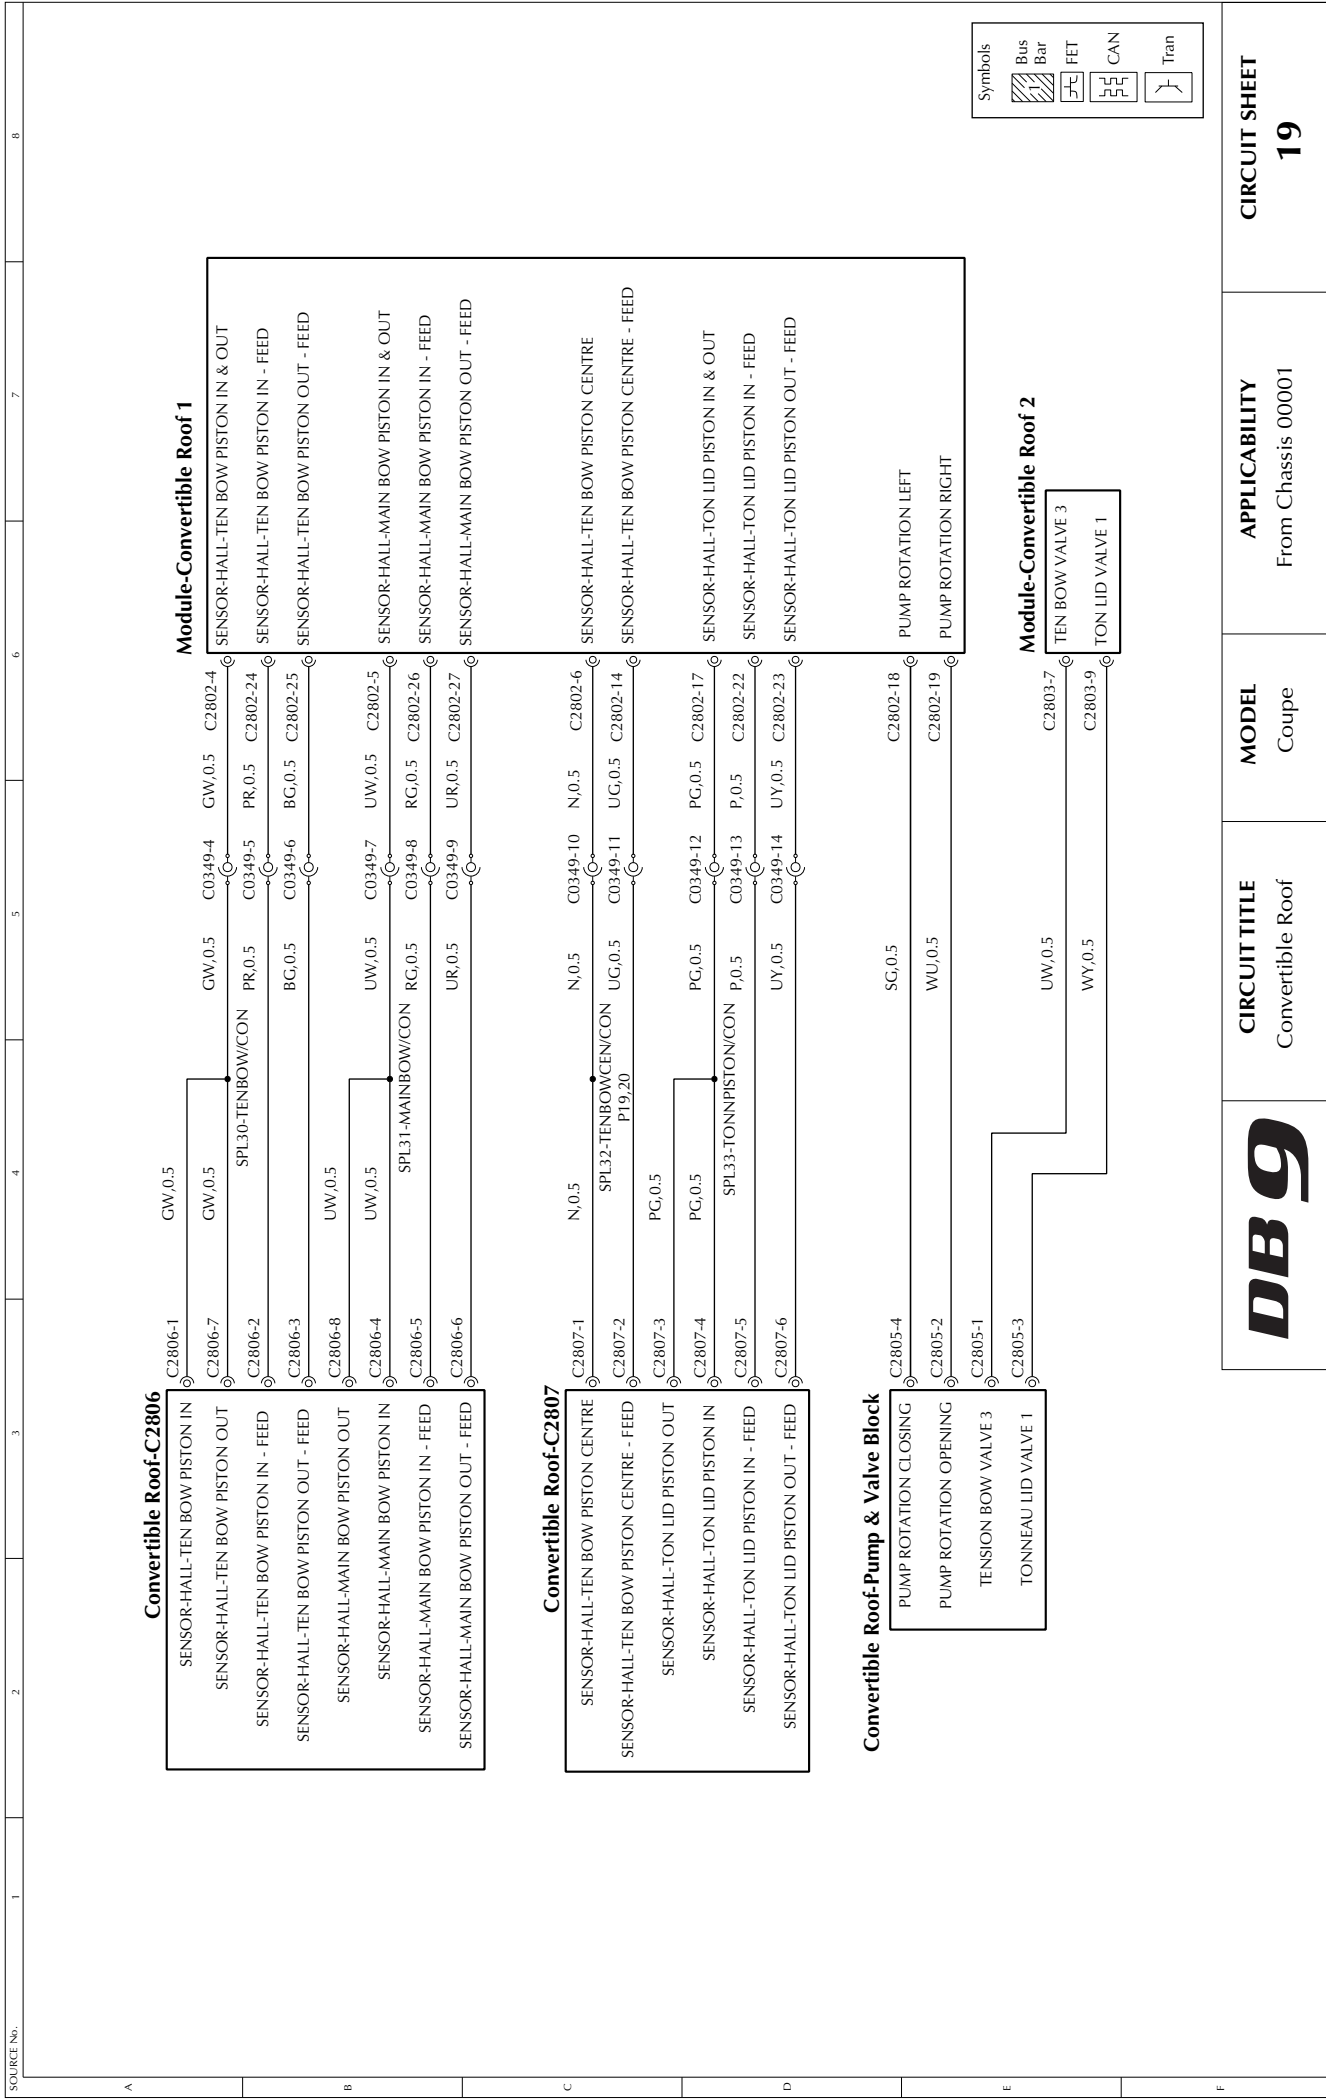 SOURCE No.
1
2
3
4
5
6
7
8
A
B
C
D
E
F
Convertible Roof-C2806
SENSOR-HALL-TEN BOW PISTON IN
SENSOR-HALL-TEN BOW PISTON OUT
SENSOR-HALL-TEN BOW PISTON IN - FEED
SENSOR-HALL-TEN BOW PISTON OUT - FEED
SENSOR-HALL-MAIN BOW PISTON OUT
SENSOR-HALL-MAIN BOW PISTON IN
SENSOR-HALL-MAIN BOW PISTON IN - FEED
SENSOR-HALL-MAIN BOW PISTON OUT - FEED
C2806-1
C2806-7
C2806-2
C2806-3
C2806-8
C2806-4
C2806-5
C2806-6
GW,0.5
GW,0.5
UW,0.5
UW,0.5
SPL30-TENBOW/CON
SPL31-MAINBOW/CON
GW,0.5
PR,0.5
BG,0.5
UW,0.5
RG,0.5
UR,0.5
C0349-4
C0349-5
C0349-6
C0349-7
C0349-8
C0349-9
GW,0.5
PR,0.5
BG,0.5
UW,0.5
RG,0.5
UR,0.5
C2802-4
C2802-24
C2802-25
C2802-5
C2802-26
C2802-27
Module-Convertible Roof 1
SENSOR-HALL-TEN BOW PISTON IN & OUT
SENSOR-HALL-TEN BOW PISTON IN - FEED
SENSOR-HALL-TEN BOW PISTON OUT - FEED
SENSOR-HALL-MAIN BOW PISTON IN & OUT
SENSOR-HALL-MAIN BOW PISTON IN - FEED
SENSOR-HALL-MAIN BOW PISTON OUT - FEED
SENSOR-HALL-TEN BOW PISTON CENTRE
SENSOR-HALL-TEN BOW PISTON CENTRE - FEED
SENSOR-HALL-TON LID PISTON IN & OUT
SENSOR-HALL-TON LID PISTON IN - FEED
SENSOR-HALL-TON LID PISTON OUT - FEED
PUMP ROTATION LEFT
PUMP ROTATION RIGHT
Convertible Roof-C2807
SENSOR-HALL-TEN BOW PISTON CENTRE
SENSOR-HALL-TEN BOW PISTON CENTRE - FEED
SENSOR-HALL-TON LID PISTON OUT
SENSOR-HALL-TON LID PISTON IN
SENSOR-HALL-TON LID PISTON IN - FEED
SENSOR-HALL-TON LID PISTON OUT - FEED
C2807-1
C2807-2
C2807-3
C2807-4
C2807-5
C2807-6
N,0.5
PG,0.5
PG,0.5
SPL32-TENBOWCEN/CON
P19,20
SPL33-TONNPISTON/CON
N,0.5
UG,0.5
PG,0.5
P,0.5
UY,0.5
C0349-10
C0349-11
C0349-12
C0349-13
C0349-14
N,0.5
UG,0.5
PG,0.5
P,0.5
UY,0.5
C2802-6
C2802-14
C2802-17
C2802-22
C2802-23
Convertible Roof-Pump & Valve Block
PUMP ROTATION CLOSING
PUMP ROTATION OPENING
TENSION BOW VALVE 3
TONNEAU LID VALVE 1
C2805-4
C2805-2
C2805-1
C2805-3
SG,0.5
WU,0.5
UW,0.5
WY,0.5
C2802-18
C2802-19
C2803-7
C2803-9
Module-Convertible Roof 2
TEN BOW VALVE 3
TON LID VALVE 1
Symbols
1
Bus
Bar
FET
CAN
Tran
DB9
CIRCUIT TITLE
Convertible Roof
MODEL
Coupe
APPLICABILITY
From Chassis 00001
CIRCUIT SHEET
19